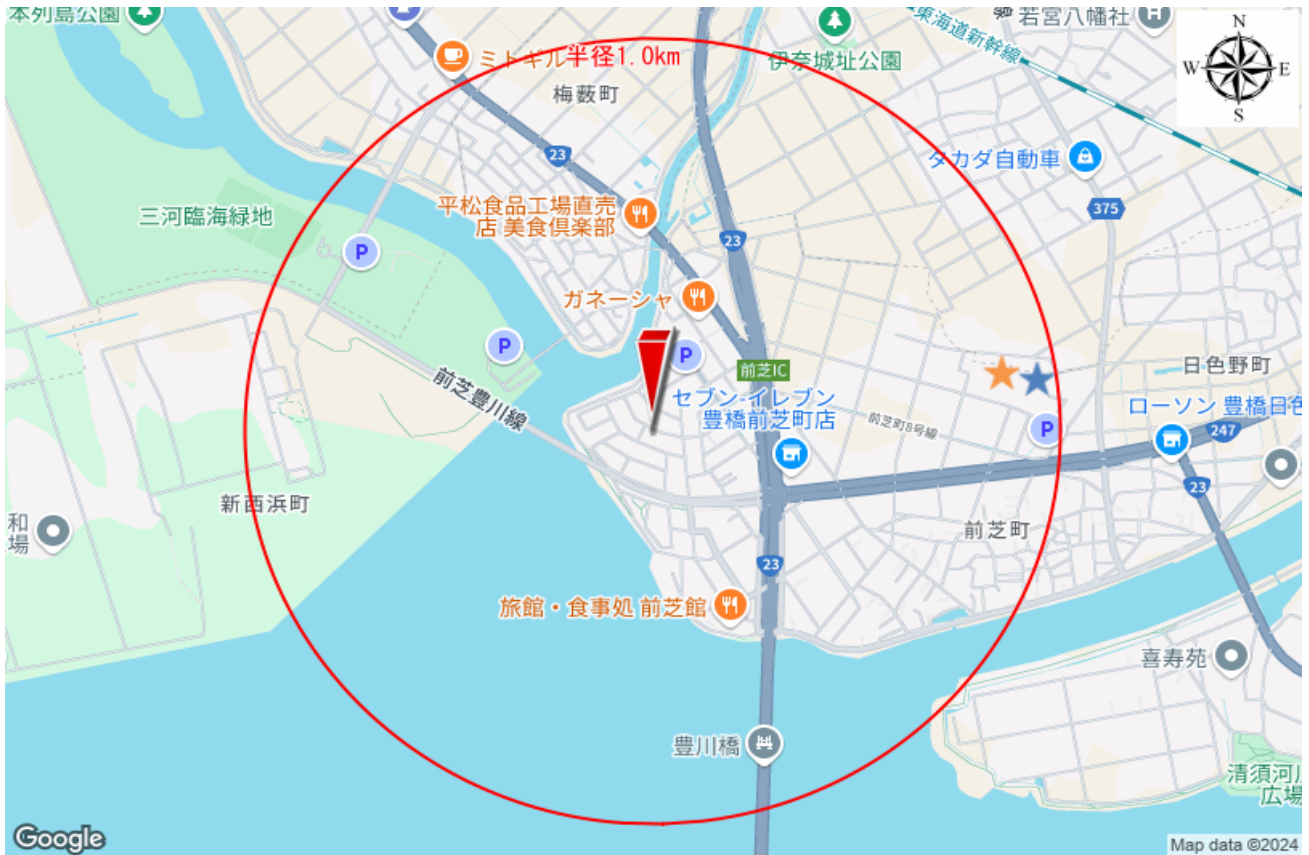 本列島公園
若宮八幡社
H
東海道新幹線
N
W
E
S
ミトギル
半径1.0km
伊奈城址公園
梅薮町
23
タカダ自動車
平松食品工場直売
店 美食倶楽部
三河臨海緑地
375
23
P
ガネーシャ
P
P
前芝IC
日色野町
前芝豊川線
セブン-イレブン
豊橋前芝町店
前芝町8号線
ローソン 豊橋日色
P
247
新西浜町
23
和
場
前芝町
23
旅館・食事処 前芝館
喜寿苑
豊川橋
清須河川
広場
Google
Map data ©2024